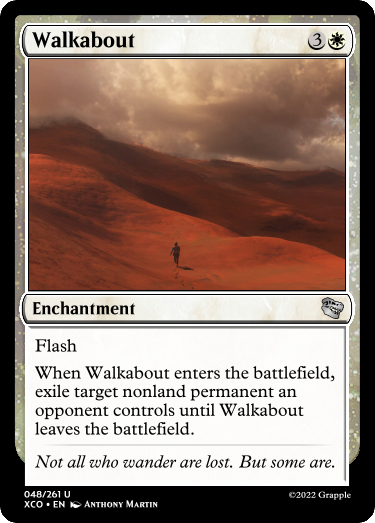 Walkabout 3
Enchantment
Flash
When Walkabout enters the battlefield,
exile target nonland permanent an
opponent controls until Walkabout
leaves the battlefield.
Not all who wander are lost. But some are.
048/261 U
XCO • EN Anthony Martin
©2022 Grapple